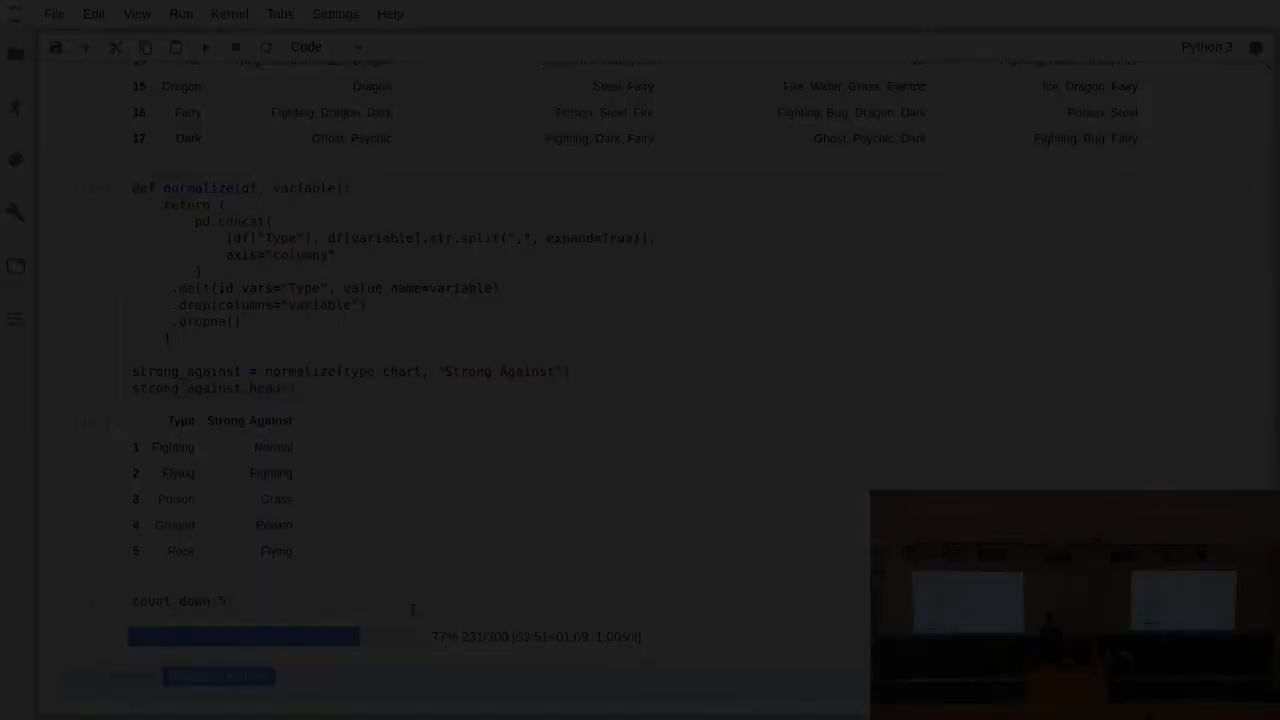 File Edit View Run Kernel Tabs Settings Help
Code Python 3
15 Dragon Dragon Steel, Fairy Fire, Water, Grass, Electric Ice, Dragon, Fairy
16 Fairy Fighting, Dragon, Dark Poison, Steel, Fire Fighting, Bug, Dragon, Dark Poison, Steel
17 Dark Ghost, Psychic Fighting, Dark, Fairy Ghost, Psychic, Dark Fighting, Bug, Fairy
def normalize(df, variable):
return (
pd.concat(
[df["Type"], df[variable].str.split(",", expand=True)],
axis="columns"
)
.melt(id_vars="Type", value_name=variable)
.drop(columns="variable")
.dropna()
)
strong_against = normalize(type_chart, "Strong Against")
strong_against.head()
Type Strong Against
1 Fighting Normal
2 Flying Fighting
3 Poison Grass
4 Ground Poison
5 Rock Flying
count_down(5)
77% 231/300 [03:51<01:09, 1.00s/it]